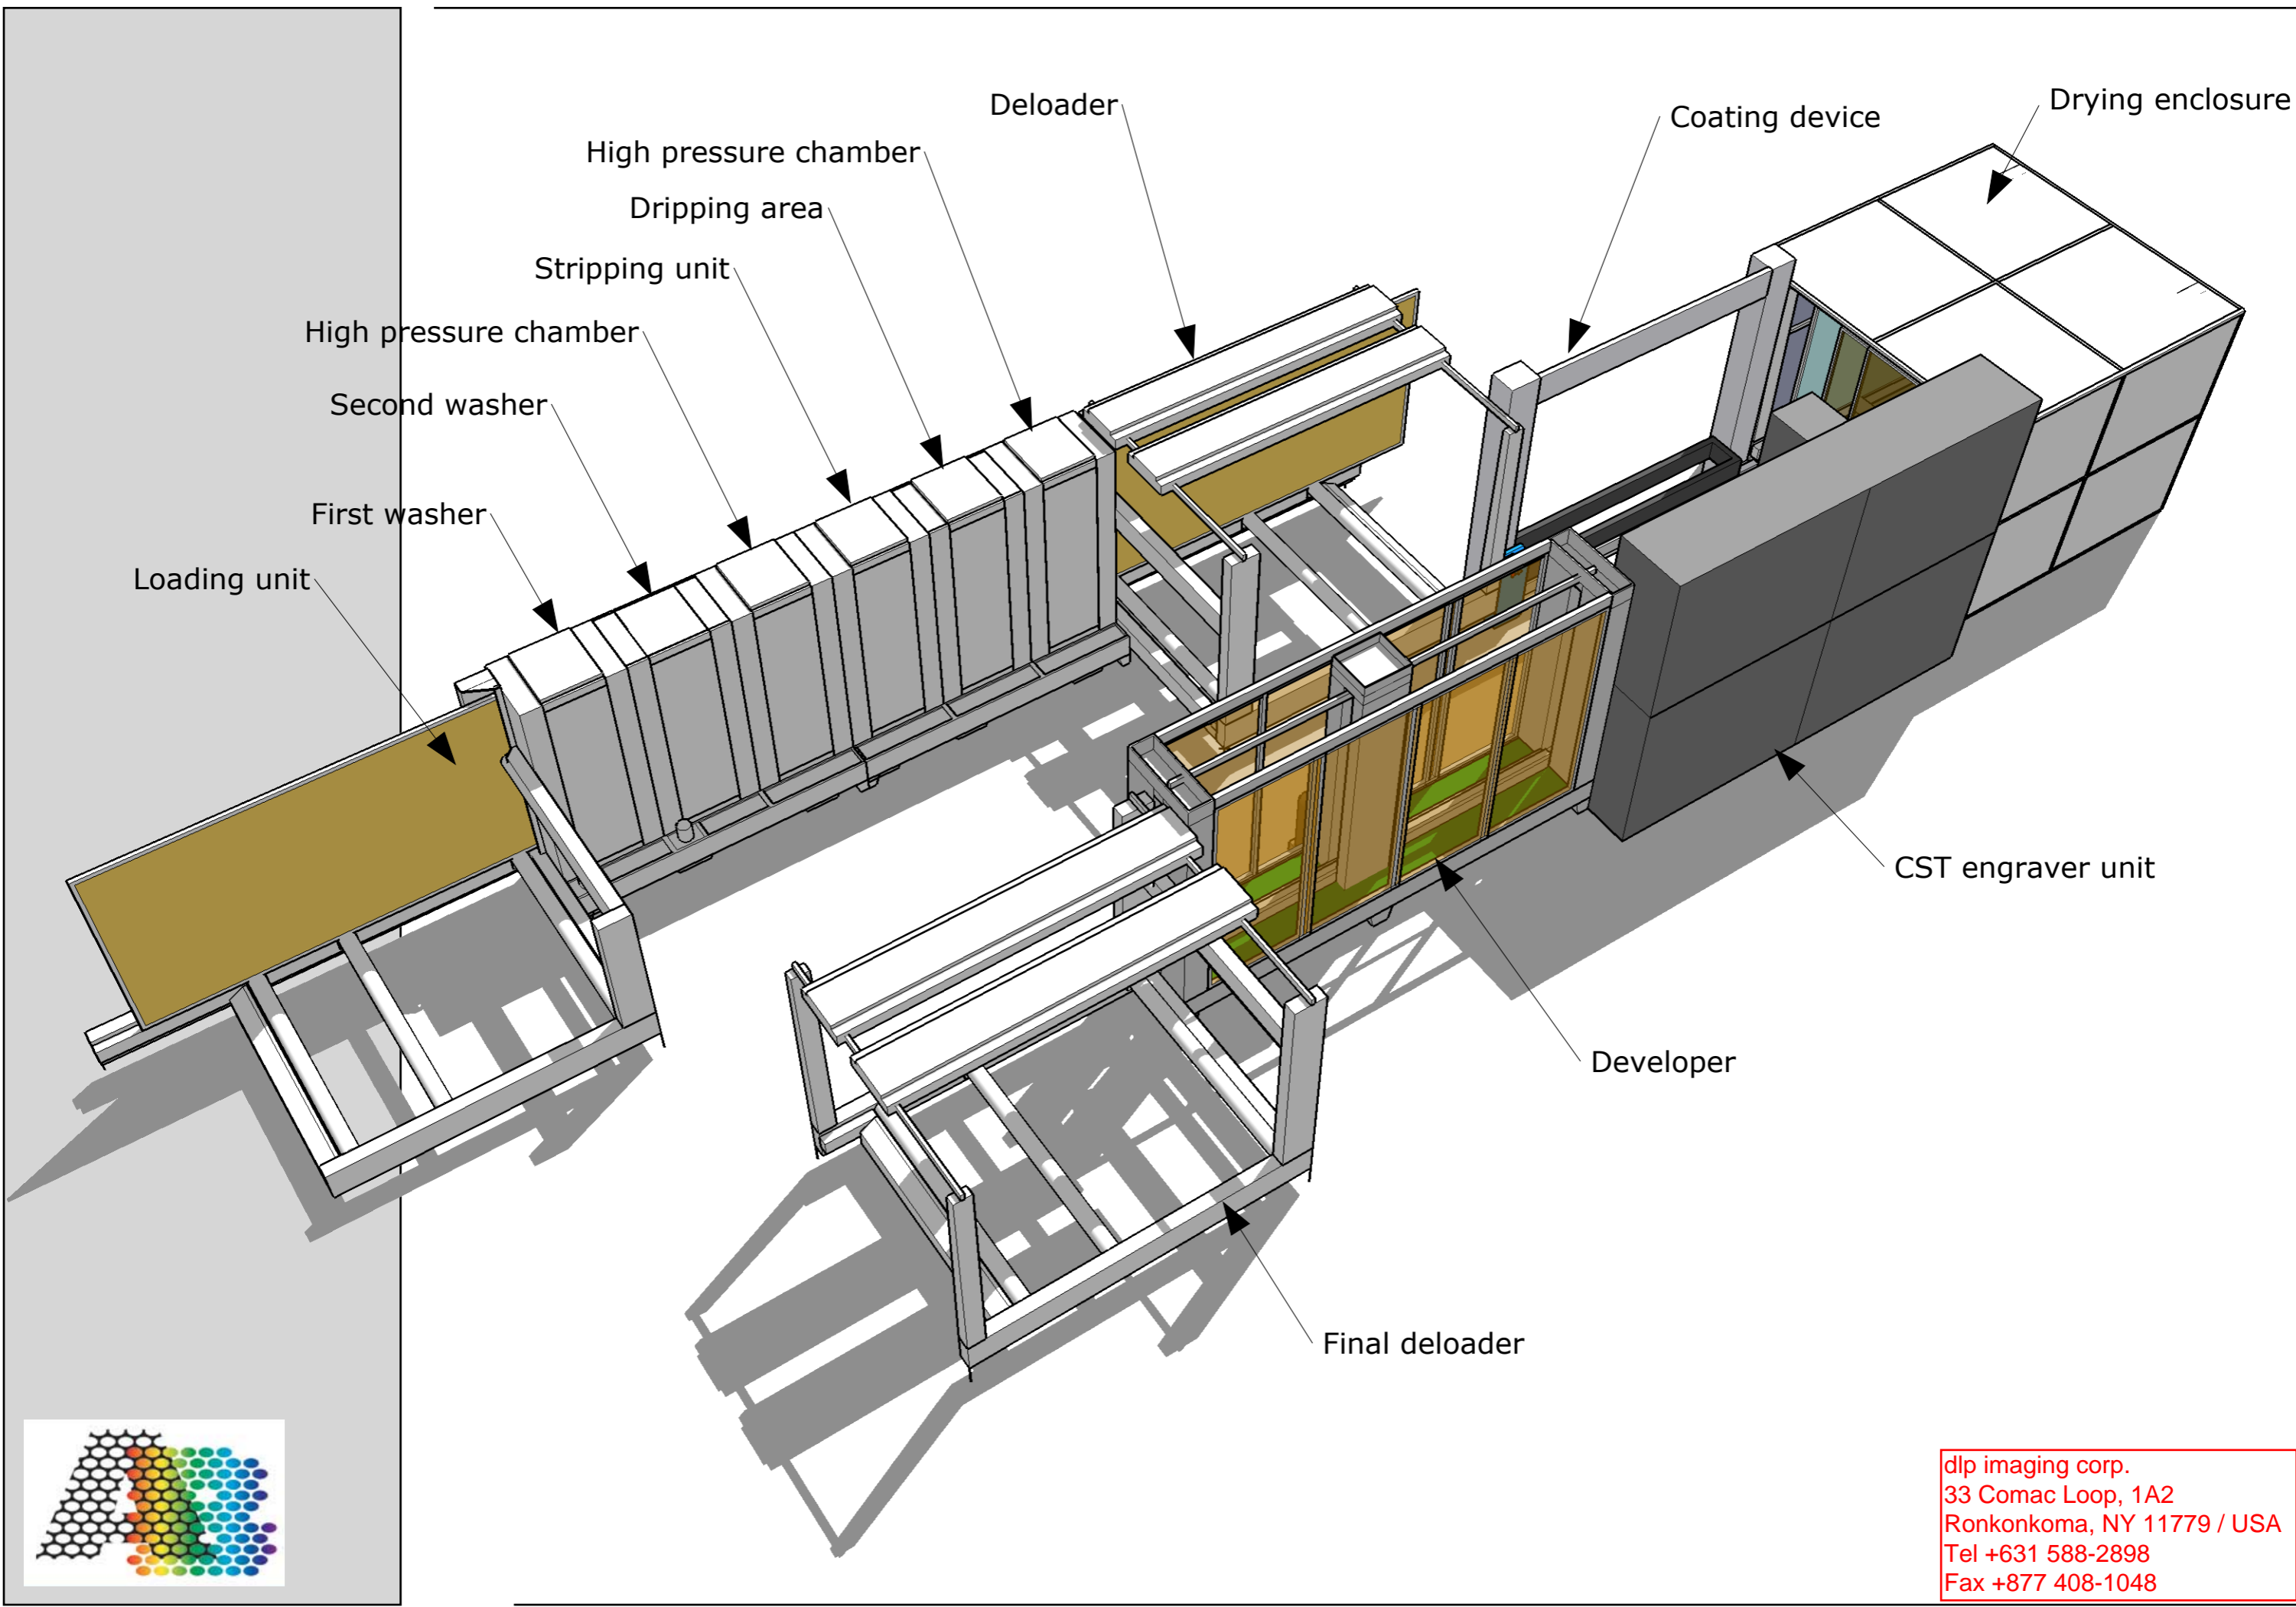 Deloader
Drying enclosure
Coating device
High pressure chamber
Dripping area
Stripping unit
High pressure chamber
Second washer
First washer
Loading unit
CST engraver unit
Developer
Final deloader
dlp imaging corp.
33 Comac Loop, 1A2
Ronkonkoma, NY 11779 / USA
Tel +631 588-2898
Fax +877 408-1048